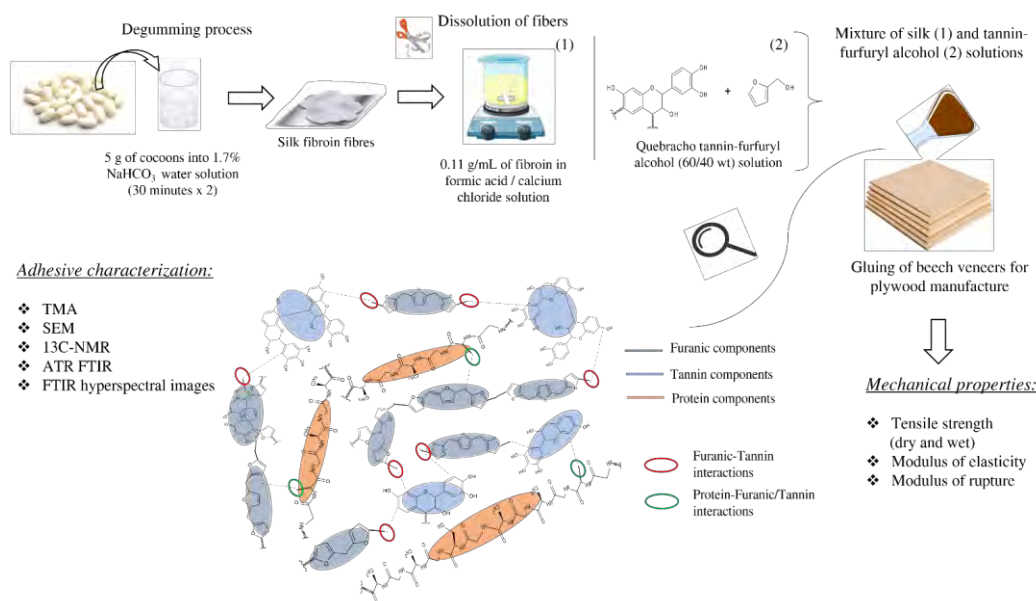 Degumming process
5 g of cocoons into 1.7%
NaHCO3 water solution
(30 minutes x 2)
Silk fibroin fibres
Dissolution of fibers
(1)
0.11 g/mL of fibroin in
formic acid / calcium
chloride solution
(2)
HO
OH
OH
OH
O
+
O
OH
Quebracho tannin-furfuryl
alcohol (60/40 wt) solution
Mixture of silk (1) and tannin-
furfuryl alcohol (2) solutions
Gluing of beech veneers for
plywood manufacture
Adhesive characterization:
❖ TMA
❖ SEM
❖ 13C-NMR
❖ ATR FTIR
❖ FTIR hyperspectral images
Furanic components
Tannin components
Protein components
Furanic-Tannin
interactions
Protein-Furanic/Tannin
interactions
Mechanical properties:
❖ Tensile strength
(dry and wet)
❖ Modulus of elasticity
❖ Modulus of rupture